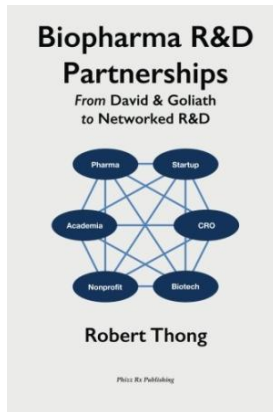 Biopharma R&D
Partnerships
From David & Goliath
to Networked R&D
Pharma Startup
Academia CRO
Nonprofit Biotech
Robert Thong
Phizz Rx Publishing